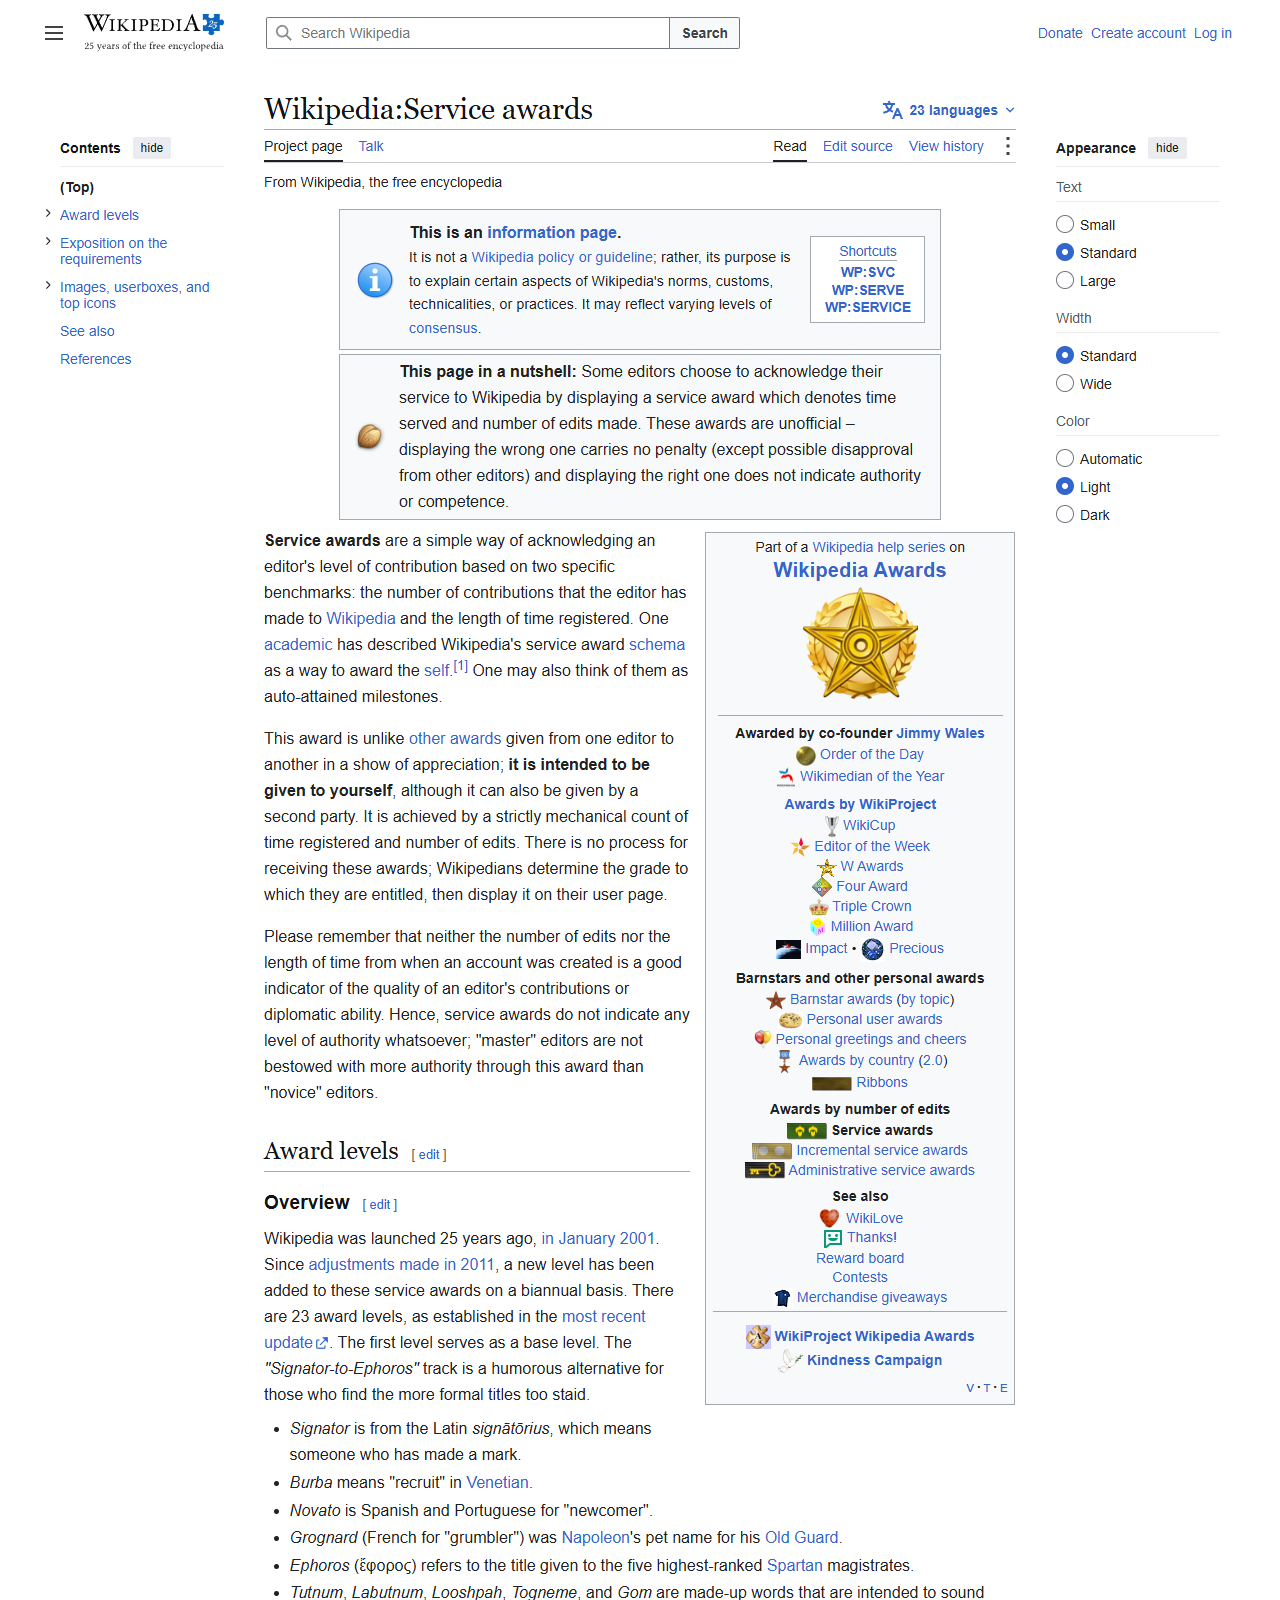 WIKIPEDIA 25
25 years of the free encyclopedia
Search Wikipedia
Search
Donate Create account Log in
Wikipedia:Service awards
23 languages
Contents hide
(Top)
Award levels
Exposition on the
requirements
Images, userboxes, and
top icons
See also
References
Project page Talk
Read Edit source View history
From Wikipedia, the free encyclopedia
This is an information page.
It is not a Wikipedia policy or guideline; rather, its purpose is
to explain certain aspects of Wikipedia's norms, customs,
technicalities, or practices. It may reflect varying levels of
consensus.
Shortcuts
WP:SVC
WP:SERVE
WP:SERVICE
This page in a nutshell: Some editors choose to acknowledge their
service to Wikipedia by displaying a service award which denotes time
served and number of edits made. These awards are unofficial –
displaying the wrong one carries no penalty (except possible disapproval
from other editors) and displaying the right one does not indicate authority
or competence.
Service awards are a simple way of acknowledging an
editor's level of contribution based on two specific
benchmarks: the number of contributions that the editor has
made to Wikipedia and the length of time registered. One
academic has described Wikipedia's service award schema
as a way to award the self.[1] One may also think of them as
auto-attained milestones.
This award is unlike other awards given from one editor to
another in a show of appreciation; it is intended to be
given to yourself, although it can also be given by a
second party. It is achieved by a strictly mechanical count of
time registered and number of edits. There is no process for
receiving these awards; Wikipedians determine the grade to
which they are entitled, then display it on their user page.
Please remember that neither the number of edits nor the
length of time from when an account was created is a good
indicator of the quality of an editor's contributions or
diplomatic ability. Hence, service awards do not indicate any
level of authority whatsoever; "master" editors are not
bestowed with more authority through this award than
"novice" editors.
Award levels [ edit ]
Overview [ edit ]
Wikipedia was launched 25 years ago, in January 2001.
Since adjustments made in 2011, a new level has been
added to these service awards on a biannual basis. There
are 23 award levels, as established in the most recent
update. The first level serves as a base level. The
"Signator-to-Ephoros" track is a humorous alternative for
those who find the more formal titles too staid.
• Signator is from the Latin signātōrius, which means
someone who has made a mark.
• Burba means "recruit" in Venetian.
• Novato is Spanish and Portuguese for "newcomer".
• Grognard (French for "grumbler") was Napoleon's pet name for his Old Guard.
• Ephoros (ἔφορος) refers to the title given to the five highest-ranked Spartan magistrates.
• Tutnum, Labutnum, Looshpah, Togneme, and Gom are made-up words that are intended to sound
Part of a Wikipedia help series on
Wikipedia Awards
Awarded by co-founder Jimmy Wales
Order of the Day
Wikimedian of the Year
Awards by WikiProject
WikiCup
Editor of the Week
W Awards
Four Award
Triple Crown
Million Award
Impact • Precious
Barnstars and other personal awards
Barnstar awards (by topic)
Personal user awards
Personal greetings and cheers
Awards by country (2.0)
Ribbons
Awards by number of edits
Service awards
Incremental service awards
Administrative service awards
See also
WikiLove
Thanks!
Reward board
Contests
Merchandise giveaways
WikiProject Wikipedia Awards
Kindness Campaign
V • T • E
Appearance hide
Text
Small
Standard
Large
Width
Standard
Wide
Color
Automatic
Light
Dark